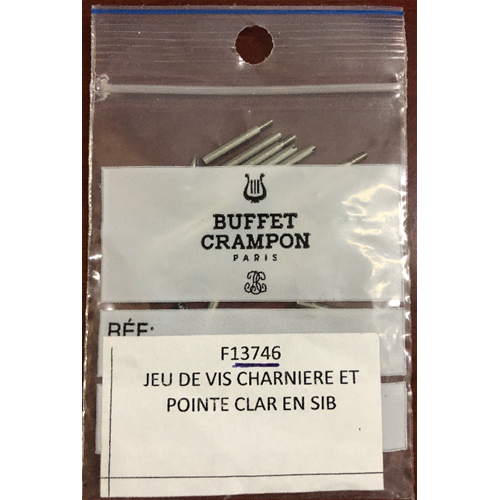 BUFFET
CRAMPON
PARIS
RÉF:
F13746
JEU DE VIS CHARNIERE ET
POINTE CLAR EN SIB